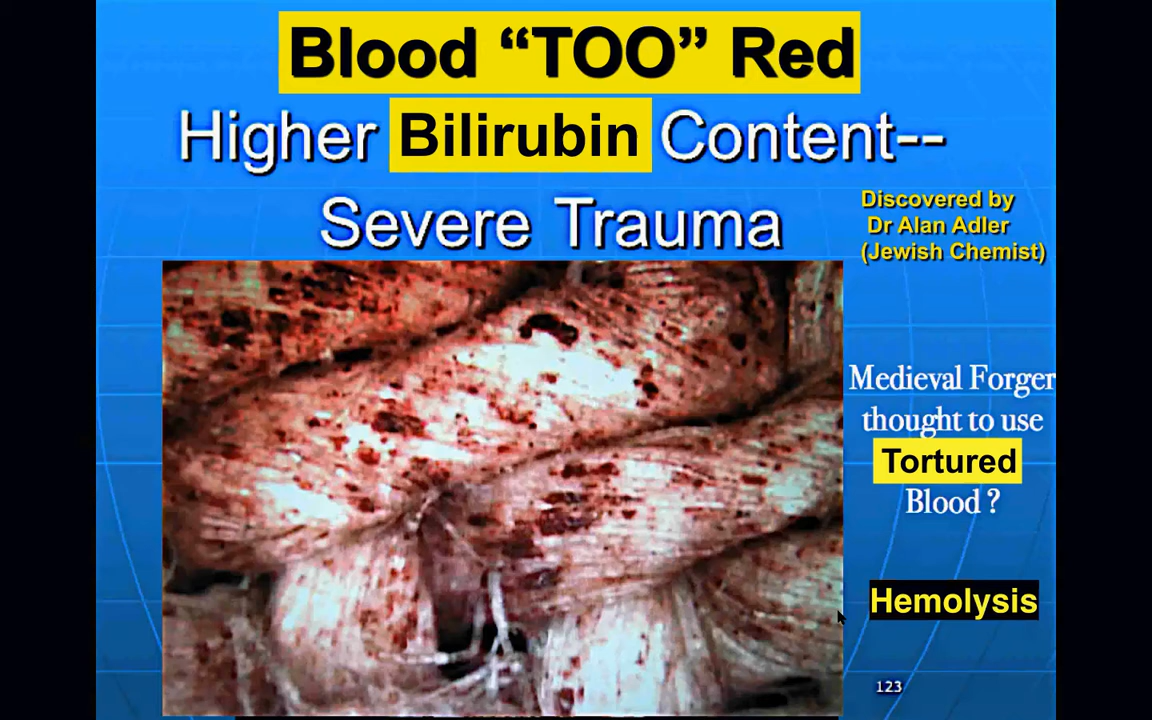 Blood “TOO” Red
Higher Bilirubin Content--
Severe Trauma
Discovered by
Dr Alan Adler
(Jewish Chemist)
Medieval Forger
thought to use
Tortured
Blood ?
Hemolysis
123